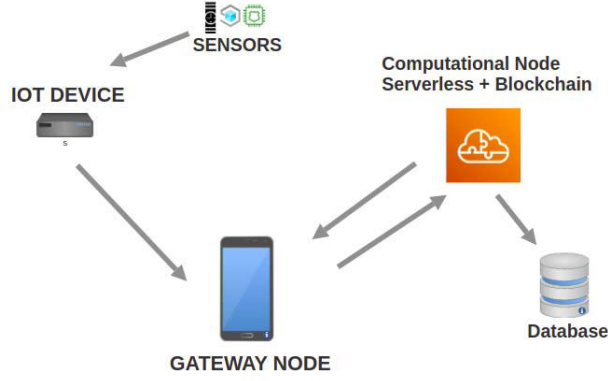 SENSORS
Computational Node
Serverless + Blockchain
IOT DEVICE
s
Database
GATEWAY NODE